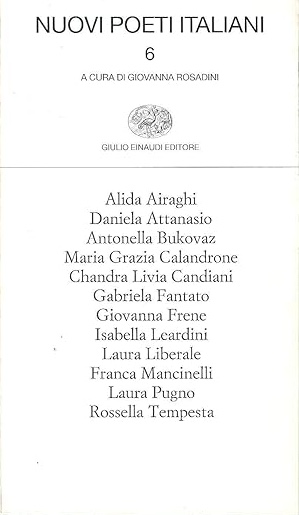 NUOVI POETI ITALIANI
6
A CURA DI GIOVANNA ROSADINI
GIULIO EINAUDI EDITORE
Alida Airaghi
Daniela Attanasio
Antonella Bukovaz
Maria Grazia Calandrone
Chandra Livia Candiani
Gabriela Fantato
Giovanna Frene
Isabella Leardini
Laura Liberale
Franca Mancinelli
Laura Pugno
Rossella Tempesta